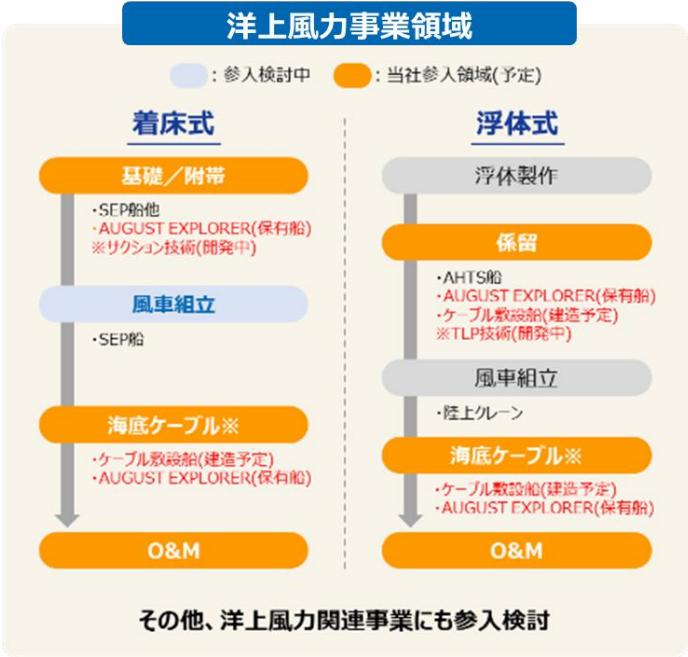 洋上風力事業領域
：参入検討中
：当社参入領域(予定)
着床式
基礎／附帯
・SEP船他
・AUGUST EXPLORER(保有船)
※サクション技術(開発中)
風車組立
・SEP船
海底ケーブル※
・ケーブル敷設船(建造予定)
・AUGUST EXPLORER(保有船)
O&M
浮体式
浮体製作
係留
・AHTS船
・AUGUST EXPLORER(保有船)
・ケーブル敷設船(建造予定)
※TLP技術(開発中)
風車組立
・陸上クレーン
海底ケーブル※
・ケーブル敷設船(建造予定)
・AUGUST EXPLORER(保有船)
O&M
その他、洋上風力関連事業にも参入検討